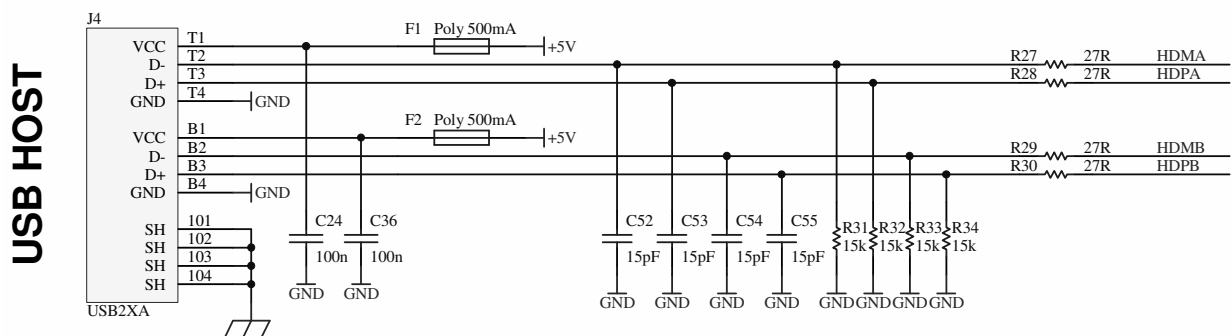 J4
USB HOST
VCC T1 F1 Poly 500mA +5V
D- T2 R27 27R HDMA
D+ T3 R28 27R HDPA
GND T4 GND
VCC B1 F2 Poly 500mA +5V
D- B2 R29 27R HDMB
D+ B3 R30 27R HDPB
GND B4 GND
SH 101
SH 102
SH 103
SH 104
C24 C36 C52 C53 C54 C55 R31 R32 R33 R34
100n 100n 15pF 15pF 15pF 15pF 15k 15k 15k 15k
GND GND GND GND GND GND GND GND GND GND
USB2XA